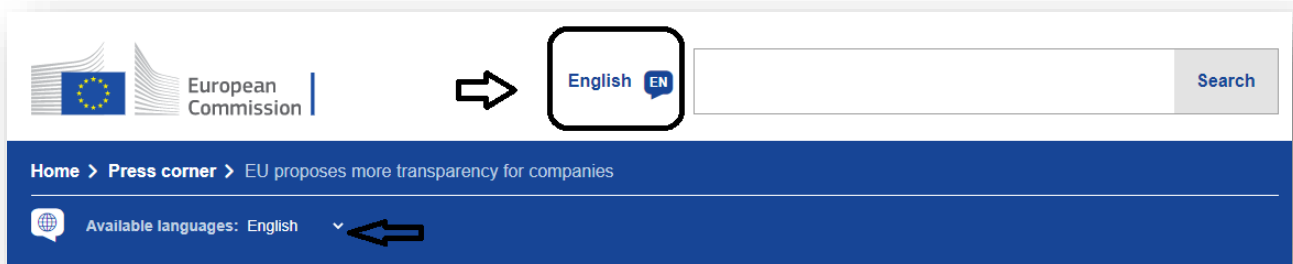 European
Commission
English EN
Search
Home > Press corner > EU proposes more transparency for companies
Available languages: English